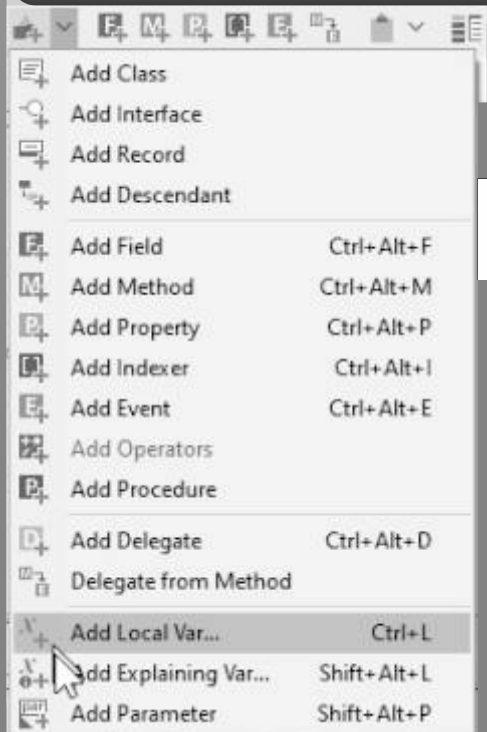 Add Class
Add Interface
Add Record
Add Descendant
Add Field Ctrl+Alt+F
Add Method Ctrl+Alt+M
Add Property Ctrl+Alt+P
Add Indexer Ctrl+Alt+I
Add Event Ctrl+Alt+E
Add Operators
Add Procedure
Add Delegate Ctrl+Alt+D
Delegate from Method
Add Local Var... Ctrl+L
Add Explaining Var... Shift+Alt+L
Add Parameter Shift+Alt+P